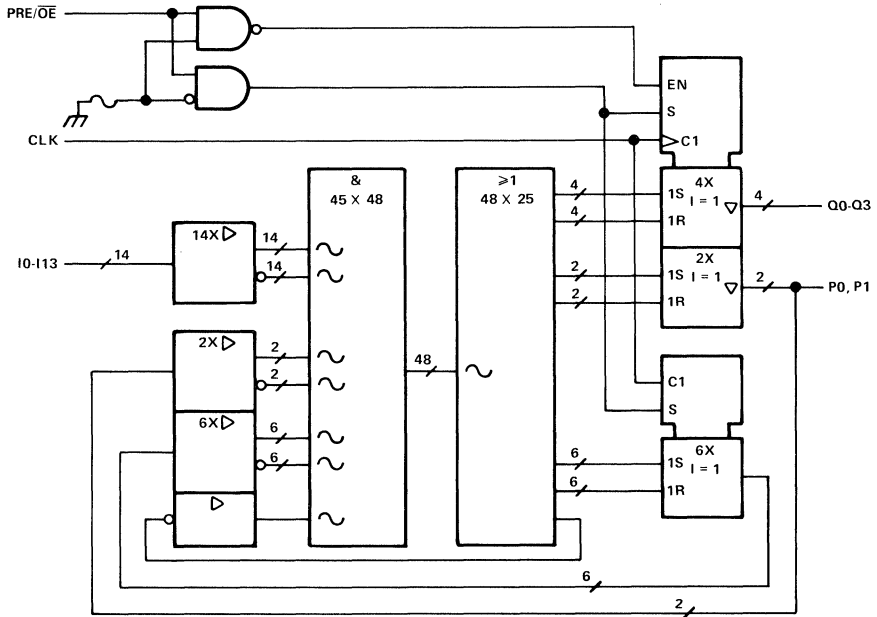 PRE/O̅E̅
EN
S
C1
CLK
&
45 X 48
≥1
48 X 25
4
4
1S
1R
4X
I = 1
▽
4
Q0-Q3
I0-I13
14
14X ▷
14
14
2
2
1S
1R
2X
I = 1
▽
2
P0, P1
2X ▷
2
2
48
C1
S
6X ▷
6
6
6
6
1S
1R
6X
I = 1
▷
6
2